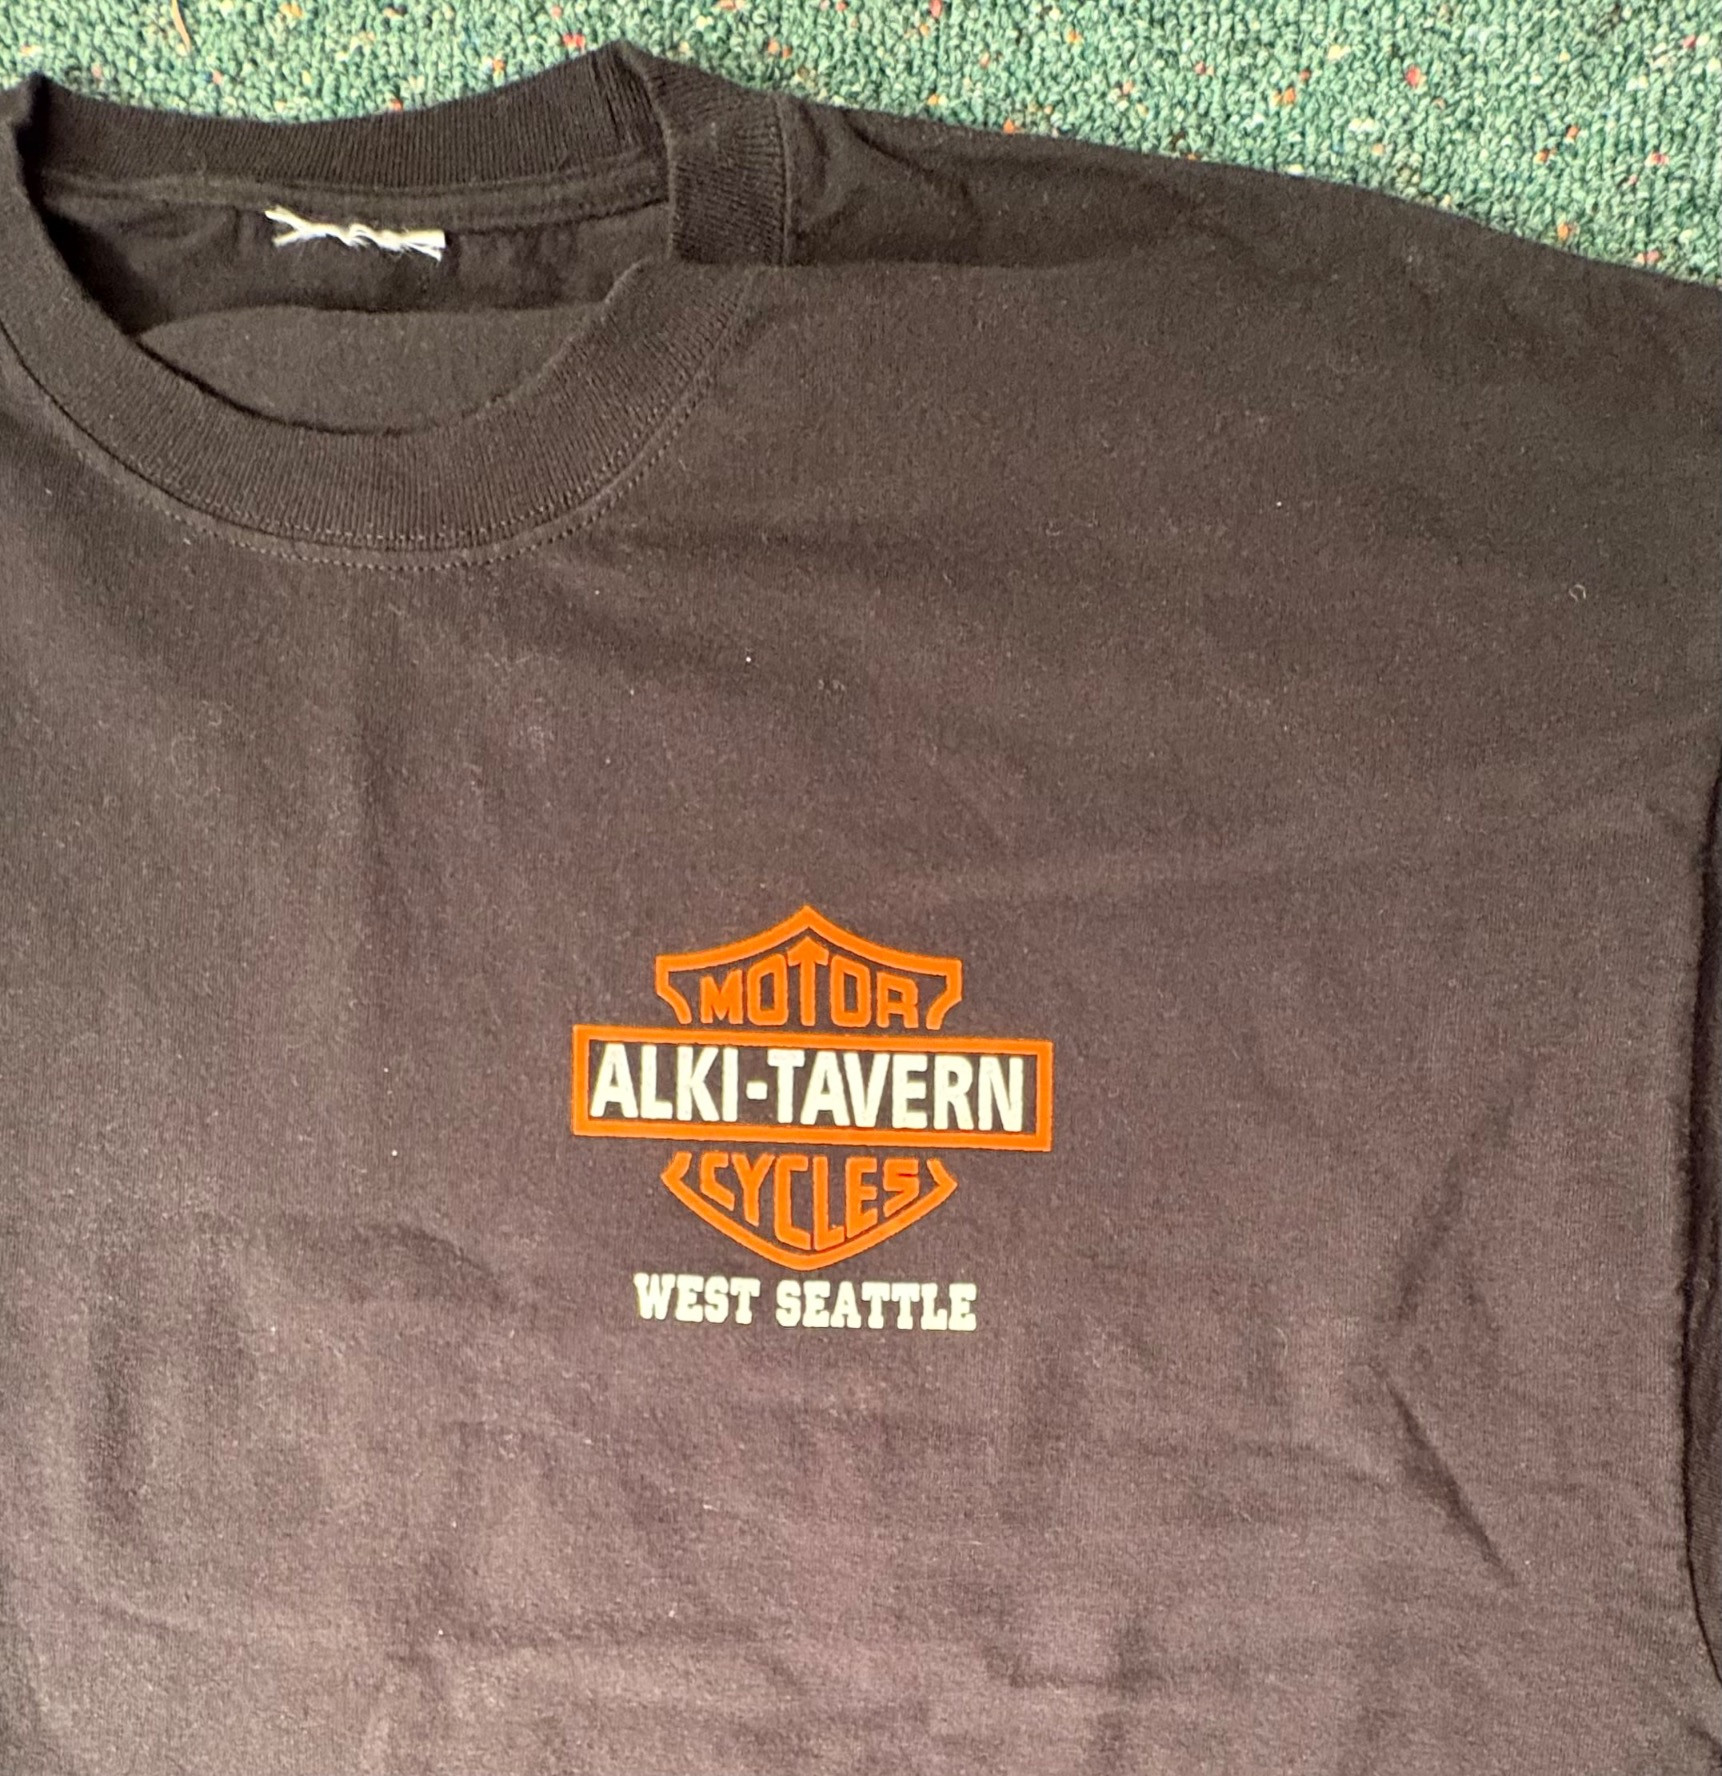 MOTOR
ALKI-TAVERN
CYCLES
WEST SEATTLE